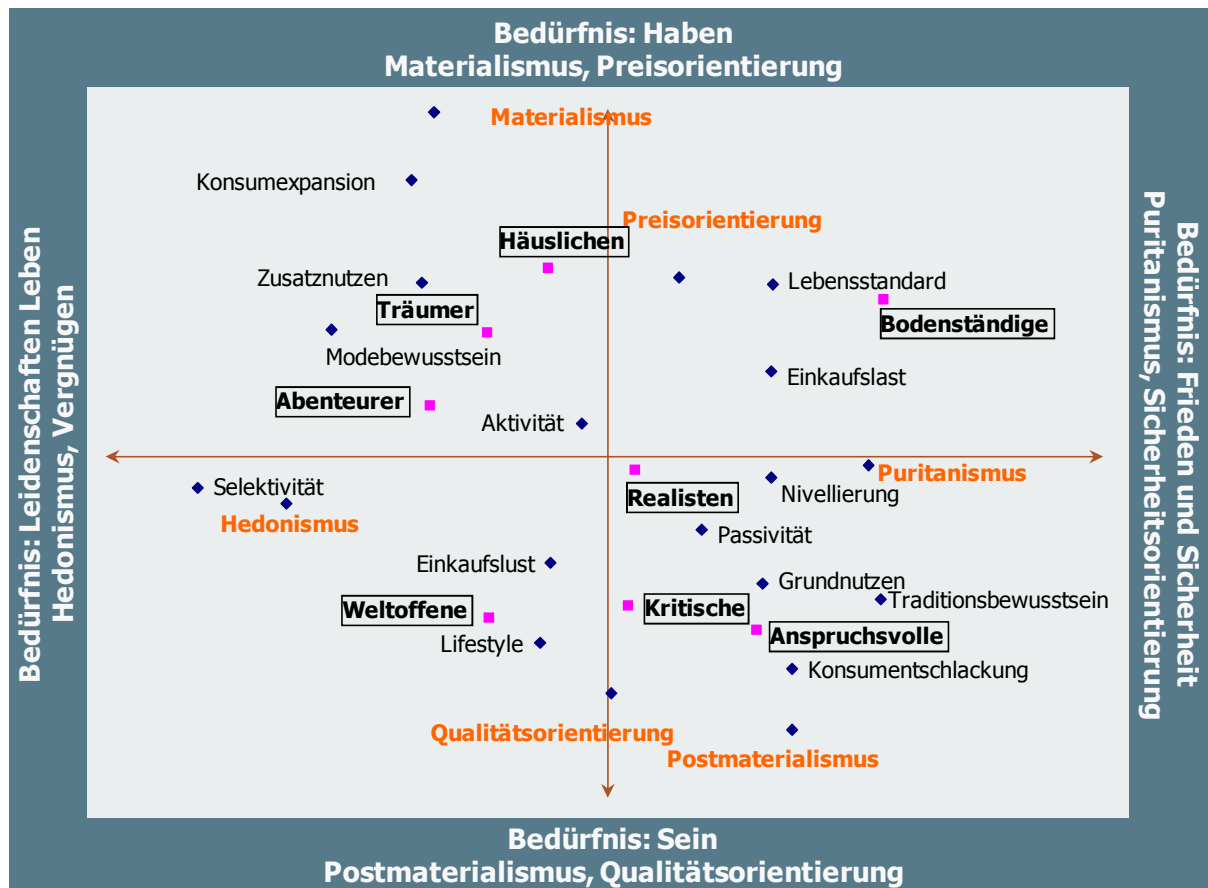 Bedürfnis: Haben
Materialismus, Preisorientierung
Bedürfnis: Leidenschaften Leben
Hedonismus, Vergnügen
Materialismus
Konsumexpansion
Preisorientierung
Häuslichen
Zusatznutzen
Lebensstandard
Träumer
Bodenständige
Modebewusstsein
Einkaufslast
Abenteurer
Aktivität
Puritanismus
Selektivität
Nivellierung
Realisten
Hedonismus
Passivität
Einkaufslust
Grundnutzen
Traditionsbewusstsein
Weltoffene
Kritische
Anspruchsvolle
Lifestyle
Konsumentschlackung
Qualitätsorientierung
Postmaterialismus
Bedürfnis: Frieden und Sicherheit
Puritanismus, Sicherheitsorientierung
Bedürfnis: Sein
Postmaterialismus, Qualitätsorientierung